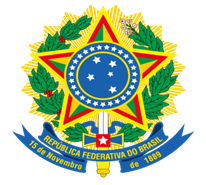 REPÚBLICA FEDERATIVA DO BRASIL
15 de Novembro
de 1889